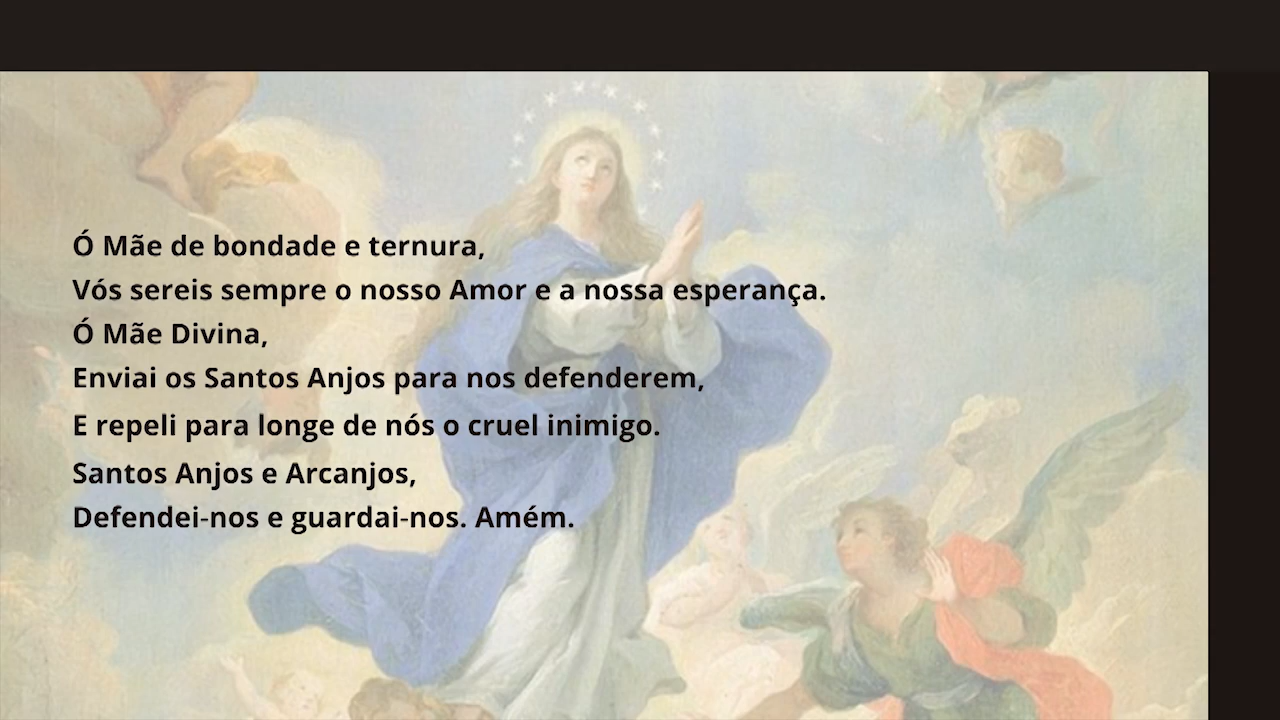 Ó Mãe de bondade e ternura,
Vós sereis sempre o nosso Amor e a nossa esperança.
Ó Mãe Divina,
Enviai os Santos Anjos para nos defenderem,
E repeli para longe de nós o cruel inimigo.
Santos Anjos e Arcanjos,
Defendei-nos e guardai-nos. Amém.